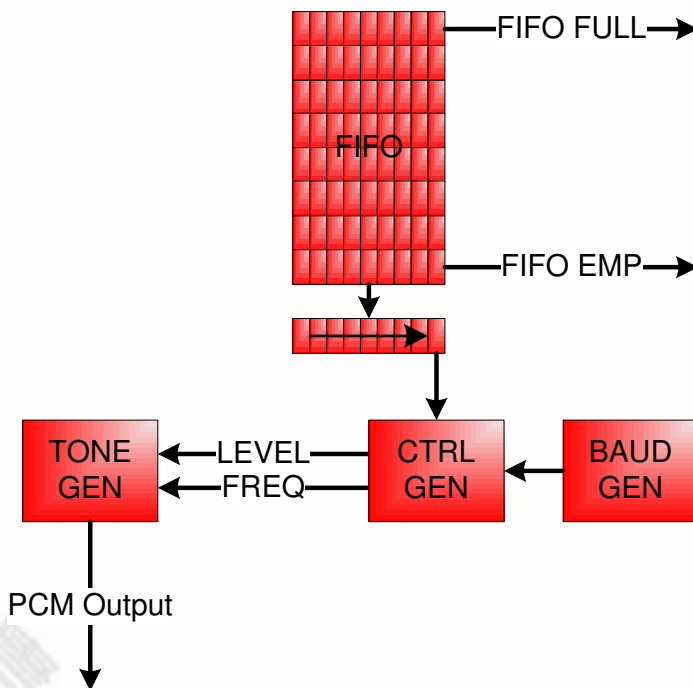 FIFO FULL
FIFO
FIFO EMP
TONE
GEN
LEVEL
FREQ
CTRL
GEN
BAUD
GEN
PCM Output